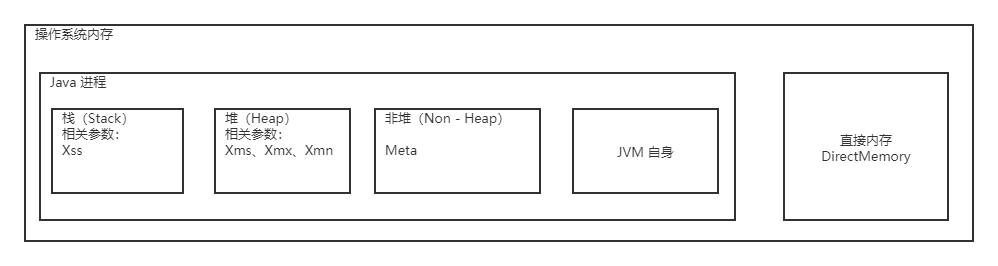 操作系统内存
Java 进程
栈（Stack）
相关参数：
Xss
堆（Heap）
相关参数：
Xms、Xmx、Xmn
非堆（Non - Heap）
Meta
JVM 自身
直接内存
DirectMemory